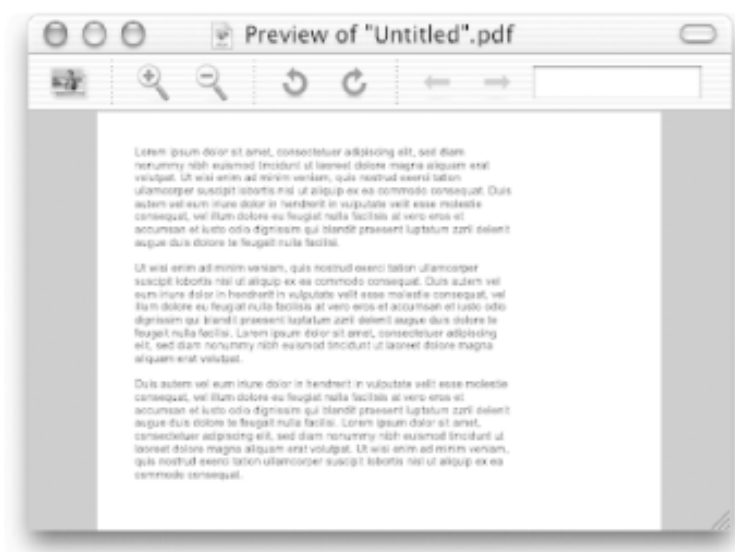 Preview of "Untitled".pdf
Lorem ipsum dolor sit amet, consectetuer adipiscing elit, sed diam
nonummy nibh euismod tincidunt ut laoreet dolore magna aliquam erat
volutpat. Ut wisi enim ad minim veniam, quis nostrud exerci tation
ullamcorper suscipit lobortis nisl ut aliquip ex ea commodo consequat. Duis
autem vel eum iriure dolor in hendrerit in vulputate velit esse molestie
consequat, vel illum dolore eu feugiat nulla facilisis at vero eros et
accumsan et iusto odio dignissim qui blandit praesent luptatum zzril delenit
augue duis dolore te feugait nulla facilisi.
Ut wisi enim ad minim veniam, quis nostrud exerci tation ullamcorper
suscipit lobortis nisl ut aliquip ex ea commodo consequat. Duis autem vel
eum iriure dolor in hendrerit in vulputate velit esse molestie consequat, vel
illum dolore eu feugiat nulla facilisis at vero eros et accumsan et iusto odio
dignissim qui blandit praesent luptatum zzril delenit augue duis dolore te
feugait nulla facilisi. Lorem ipsum dolor sit amet, consectetuer adipiscing
elit, sed diam nonummy nibh euismod tincidunt ut laoreet dolore magna
aliquam erat volutpat.
Duis autem vel eum iriure dolor in hendrerit in vulputate velit esse molestie
consequat, vel illum dolore eu feugiat nulla facilisis at vero eros et
accumsan et iusto odio dignissim qui blandit praesent luptatum zzril delenit
augue duis dolore te feugait nulla facilisi. Lorem ipsum dolor sit amet,
consectetuer adipiscing elit, sed diam nonummy nibh euismod tincidunt ut
laoreet dolore magna aliquam erat volutpat. Ut wisi enim ad minim veniam,
quis nostrud exerci tation ullamcorper suscipit lobortis nisl ut aliquip ex ea
commodo consequat.